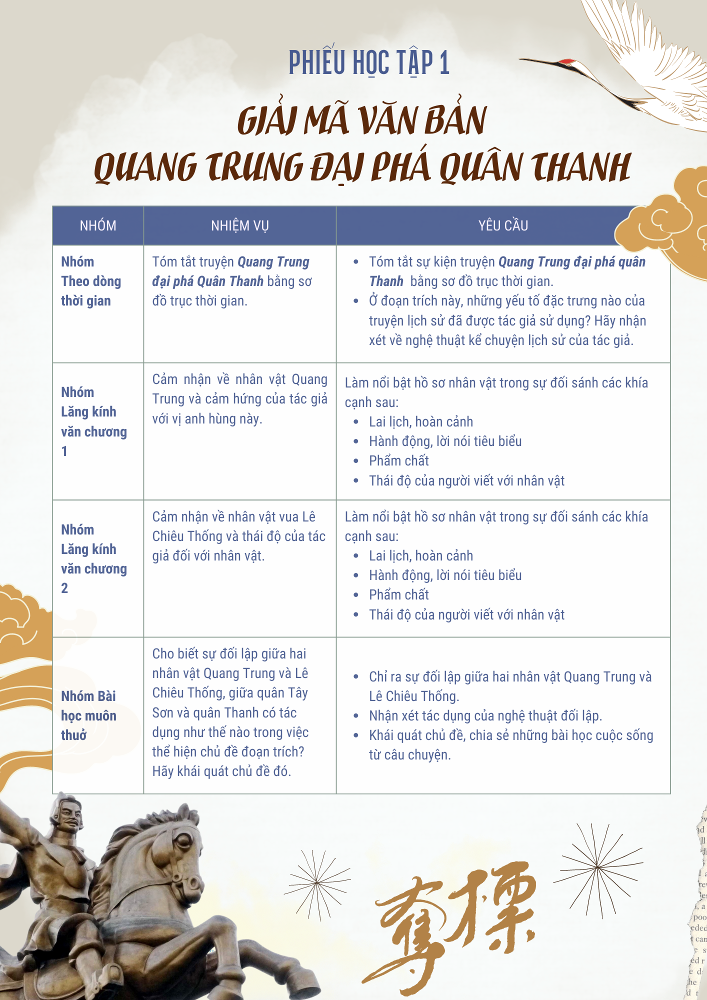 PHIẾU HỌC TẬP 1
GIẢI MÃ VĂN BẢN
QUANG TRUNG ĐẠI PHÁ QUÂN THANH
NHÓM
NHIỆM VỤ
YÊU CẦU
Nhóm
Theo dòng
thời gian
Tóm tắt truyện Quang Trung
đại phá Quân Thanh bằng sơ
đồ trục thời gian.
• Tóm tắt sự kiện truyện Quang Trung đại phá quân
Thanh bằng sơ đồ trục thời gian.
• Ở đoạn trích này, những yếu tố đặc trưng nào của
truyện lịch sử đã được tác giả sử dụng? Hãy nhận
xét về nghệ thuật kể chuyện lịch sử của tác giả.
Nhóm
Lăng kính
văn chương
1
Cảm nhận về nhân vật Quang
Trung và cảm hứng của tác giả
với vị anh hùng này.
Làm nổi bật hồ sơ nhân vật trong sự đối sánh các khía
cạnh sau:
• Lai lịch, hoàn cảnh
• Hành động, lời nói tiêu biểu
• Phẩm chất
• Thái độ của người viết với nhân vật
Nhóm
Lăng kính
văn chương
2
Cảm nhận về nhân vật vua Lê
Chiêu Thống và thái độ của tác
giả đối với nhân vật.
Làm nổi bật hồ sơ nhân vật trong sự đối sánh các khía
cạnh sau:
• Lai lịch, hoàn cảnh
• Hành động, lời nói tiêu biểu
• Phẩm chất
• Thái độ của người viết với nhân vật
Nhóm Bài
học muôn
thuở
Cho biết sự đối lập giữa hai
nhân vật Quang Trung và Lê
Chiêu Thống, giữa quân Tây
Sơn và quân Thanh có tác
dụng như thế nào trong việc
thể hiện chủ đề đoạn trích?
Hãy khái quát chủ đề đó.
• Chỉ ra sự đối lập giữa hai nhân vật Quang Trung và
Lê Chiêu Thống.
• Nhận xét tác dụng của nghệ thuật đối lập.
• Khái quát chủ đề, chia sẻ những bài học cuộc sống
từ câu chuyện.
奪標